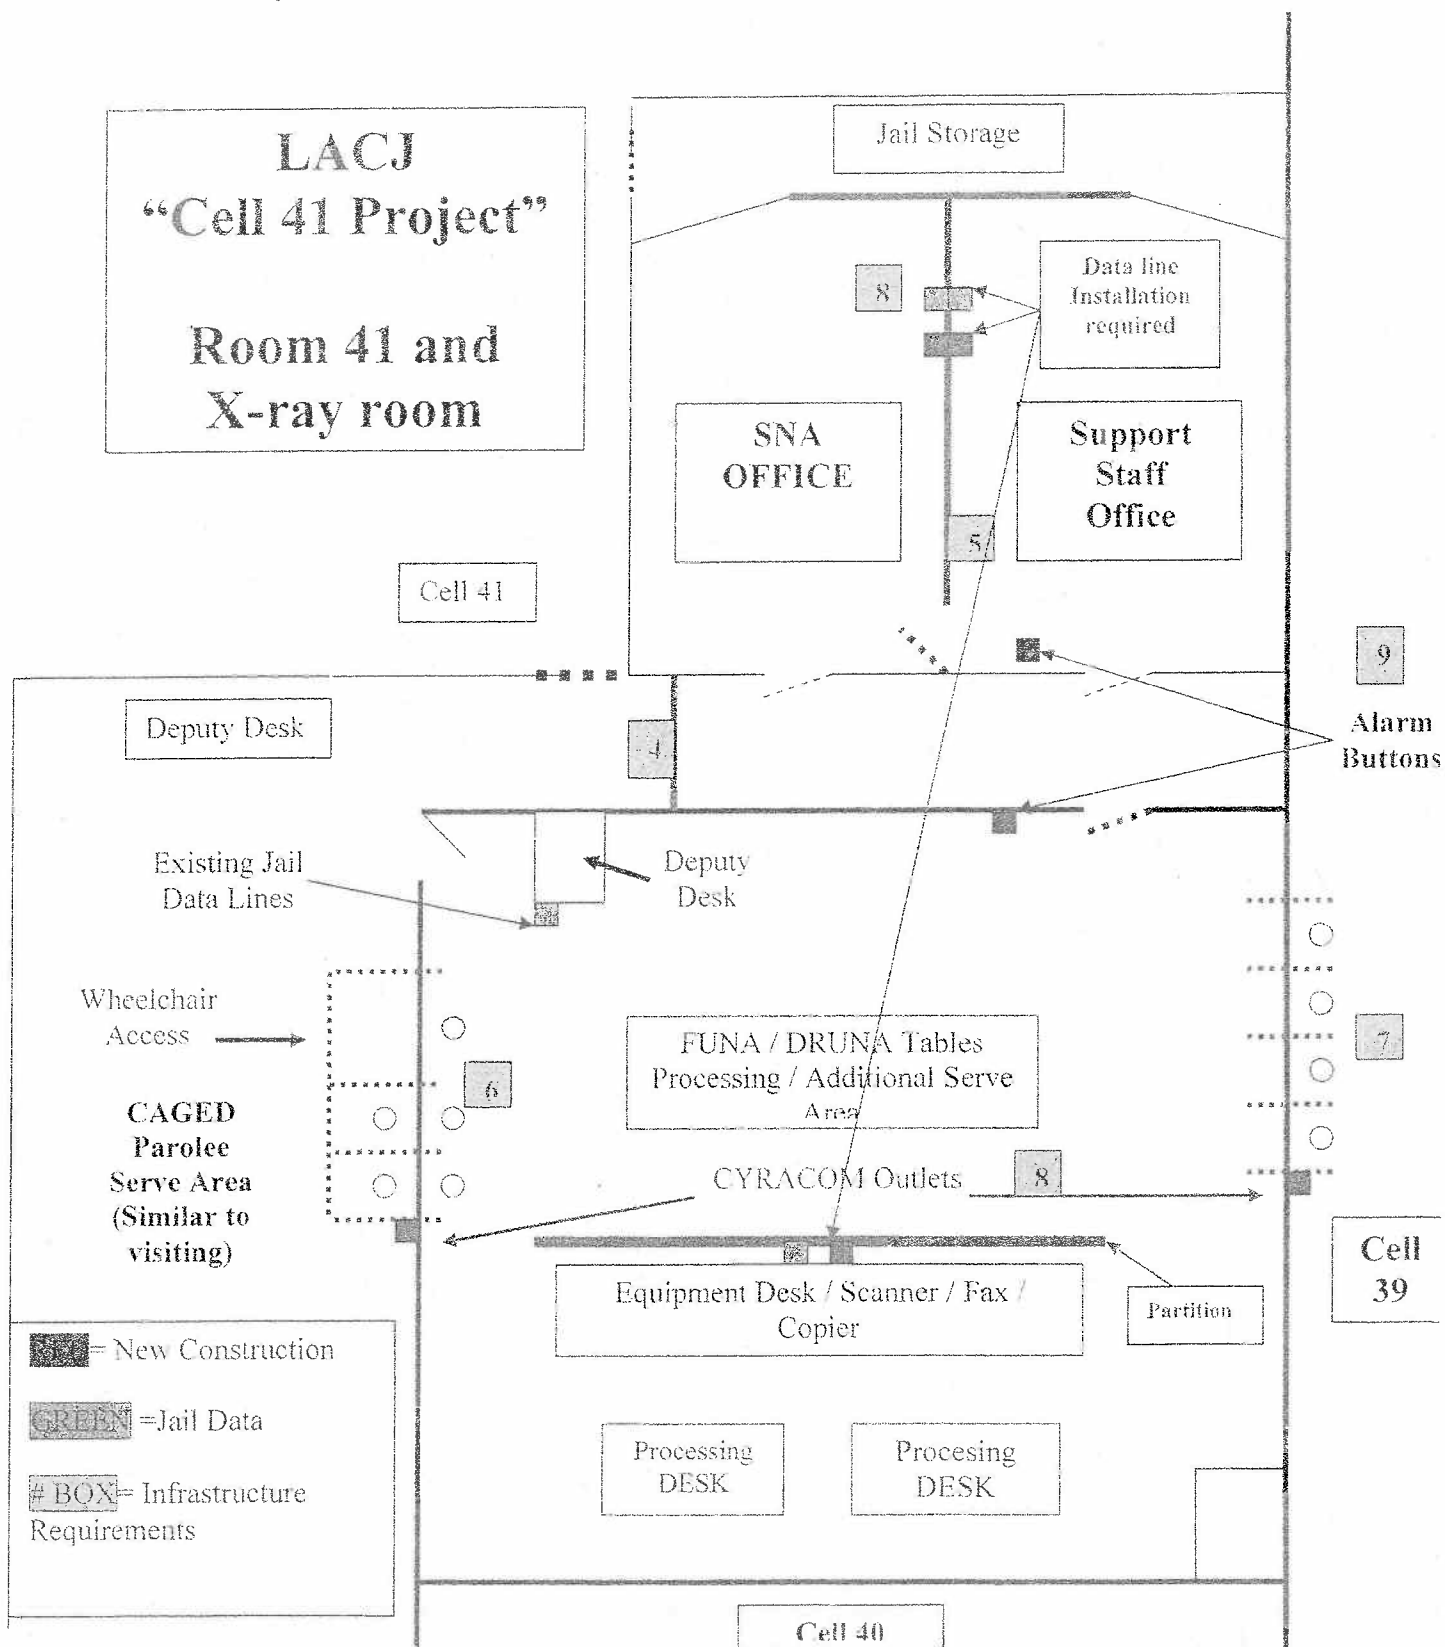 LACJ
“Cell 41 Project”
Room 41 and
X-ray room
Jail Storage
8
Data line
Installation
required
SNA
OFFICE
Support
Staff
Office
5
Cell 41
9
Alarm
Buttons
Deputy Desk
4
Existing Jail
Data Lines
Deputy
Desk
Wheelchair
Access
6
7
FUNA / DRUNA Tables
Processing / Additional Serve
Area
CAGED
Parolee
Serve Area
(Similar to
visiting)
CYRACOM Outlets
8
Cell
39
Equipment Desk / Scanner / Fax /
Copier
Partition
RED= New Construction
GREEN =Jail Data
# BOX= Infrastructure
Requirements
Processing
DESK
Procesing
DESK
Cell 40